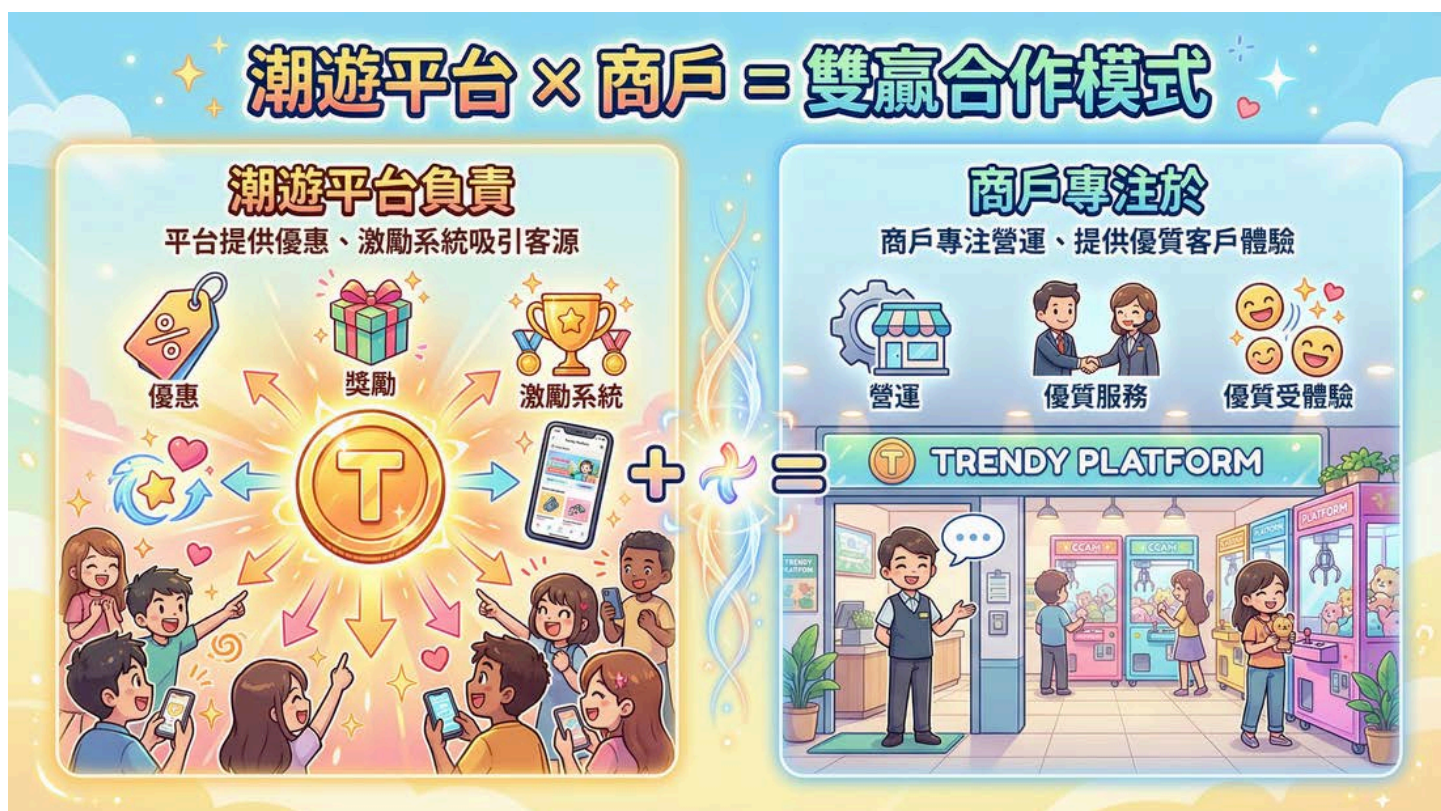 潮遊平台 × 商戶 = 雙贏合作模式
潮遊平台負責
平台提供優惠、激勵系統吸引客源
優惠
獎勵
激勵系統
T
+
=
商戶專注於
商戶專注營運、提供優質客戶體驗
營運
優質服務
優質受體驗
T TRENDY PLATFORM
TRENDY
CCAM
CCAM
PLATFORM